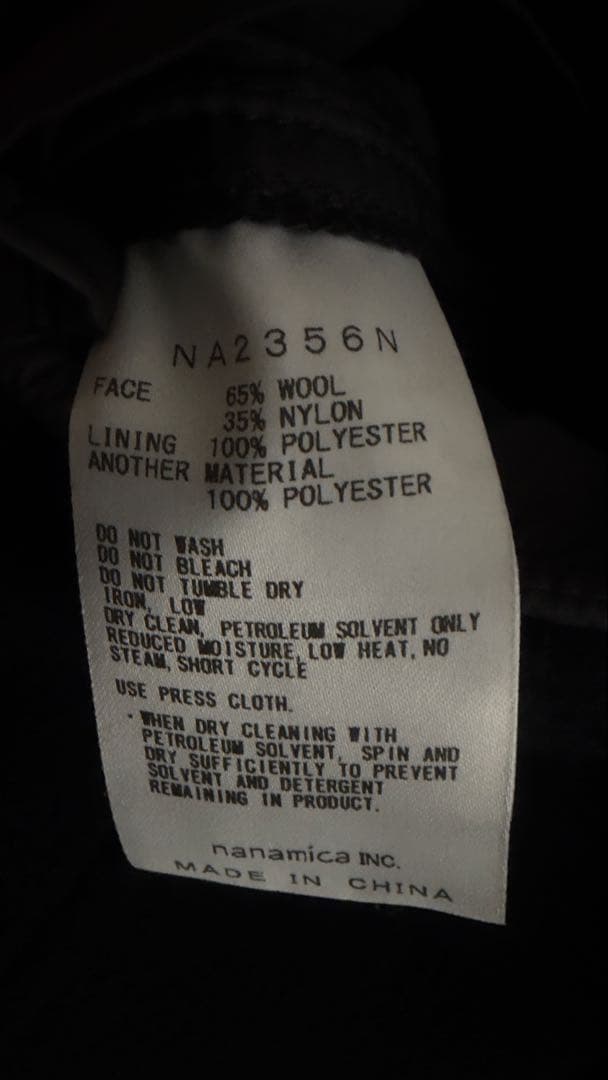 NA2356N
FACE 65% WOOL
35% NYLON
LINING 100% POLYESTER
ANOTHER MATERIAL
100% POLYESTER
DO NOT WASH
DO NOT BLEACH
DO NOT TUMBLE DRY
IRON, LOW
DRY CLEAN, PETROLEUM SOLVENT ONLY
REDUCED MOISTURE, LOW HEAT, NO
STEAM, SHORT CYCLE
USE PRESS CLOTH.
・WHEN DRY CLEANING WITH
PETROLEUM SOLVENT, SPIN AND
DRY SUFFICIENTLY TO PREVENT
SOLVENT AND DETERGENT
REMAINING IN PRODUCT.
nanamica INC.
MADE IN CHINA